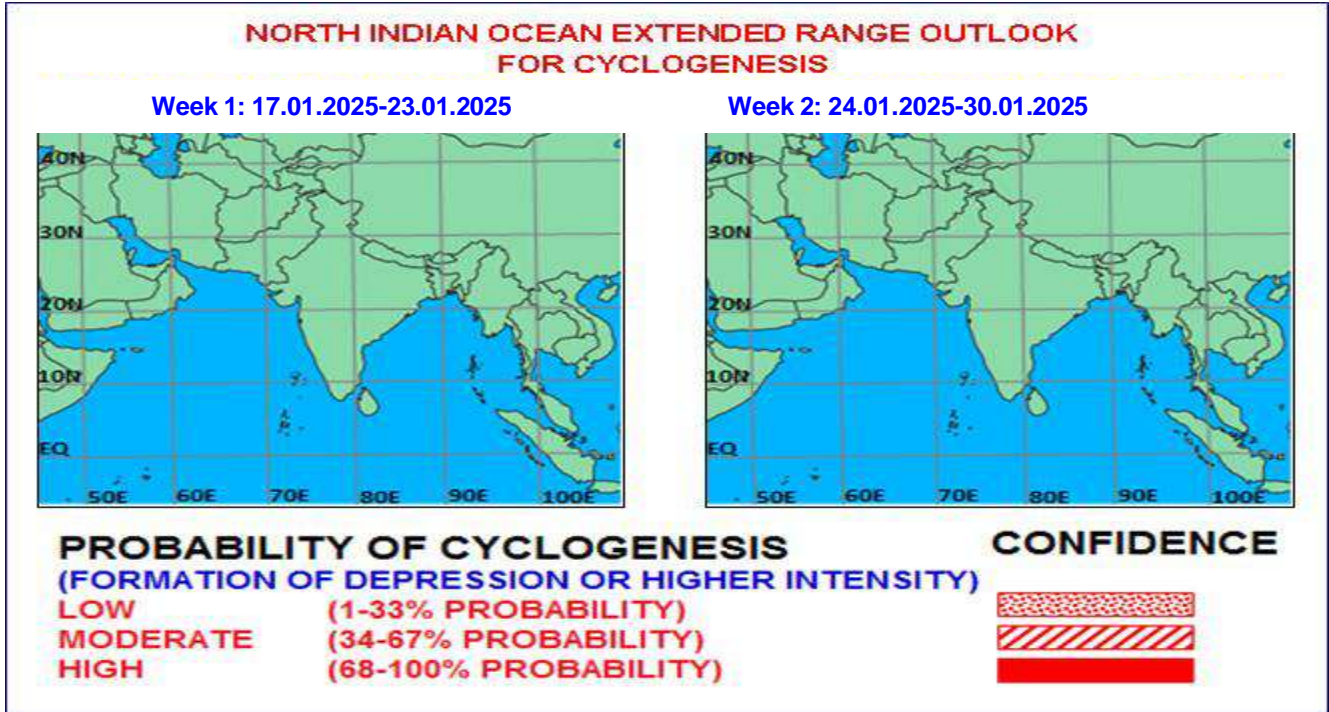 NORTH INDIAN OCEAN EXTENDED RANGE OUTLOOK
FOR CYCLOGENESIS
Week 1: 17.01.2025-23.01.2025
Week 2: 24.01.2025-30.01.2025
40N
30N
20N
10N
EQ
50E 60E 70E 80E 90E 100E
40N
30N
20N
10N
EQ
50E 60E 70E 80E 90E 100E
PROBABILITY OF CYCLOGENESIS
(FORMATION OF DEPRESSION OR HIGHER INTENSITY)
LOW (1-33% PROBABILITY)
MODERATE (34-67% PROBABILITY)
HIGH (68-100% PROBABILITY)
CONFIDENCE